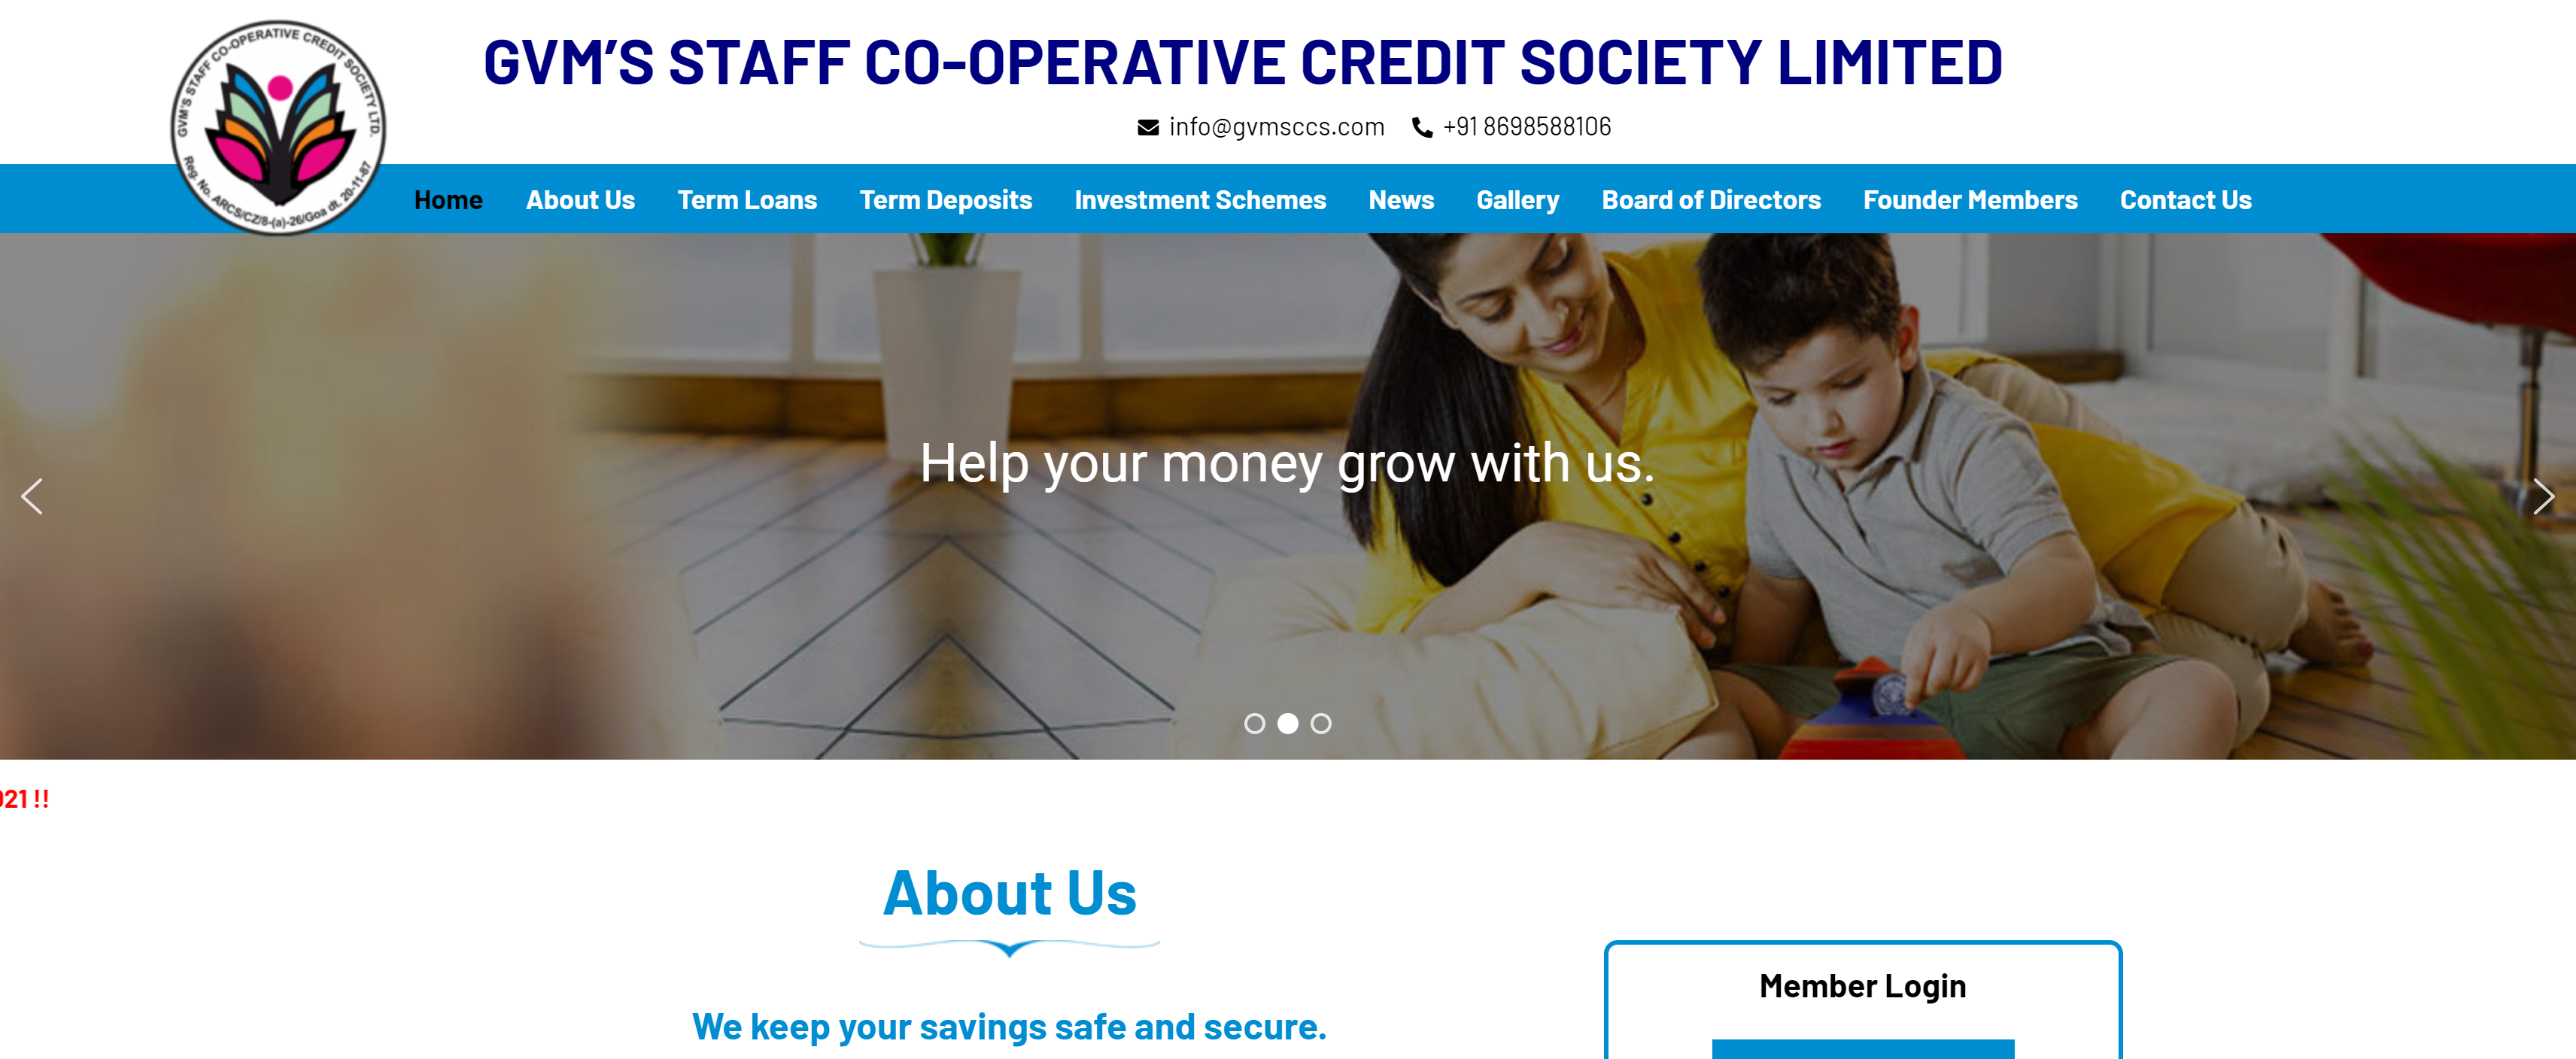 GVM'S STAFF CO-OPERATIVE CREDIT SOCIETY LTD.
Reg. No. ARCS/CZ/8-(a)-26/Goa dt. 20-11-87
GVM’S STAFF CO-OPERATIVE CREDIT SOCIETY LIMITED
info@gvmsccs.com +91 8698588106
Home About Us Term Loans Term Deposits Investment Schemes News Gallery Board of Directors Founder Members Contact Us
Help your money grow with us.
21 !!
About Us
We keep your savings safe and secure.
Member Login